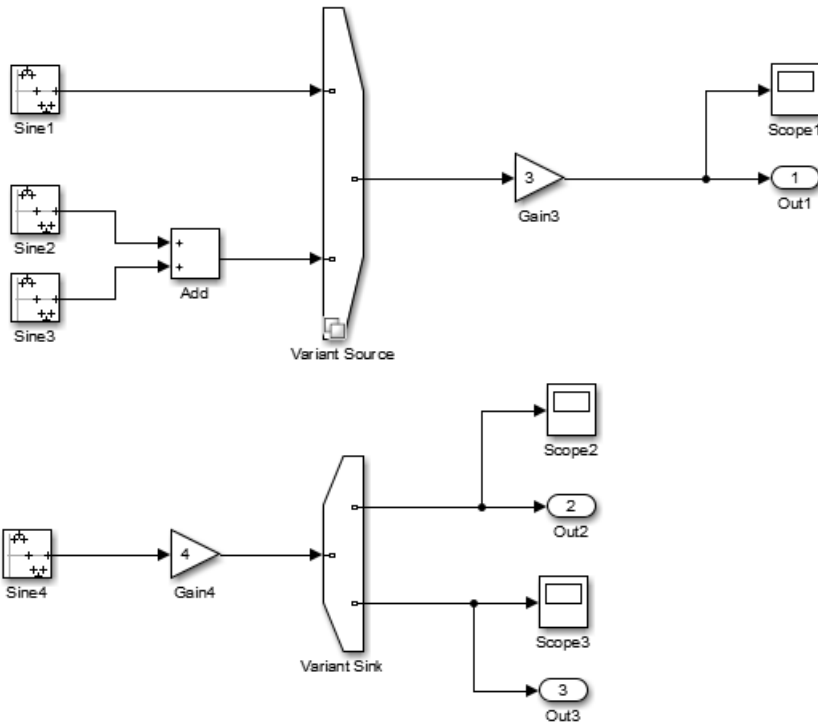 Sine1
Scope1
3
1
Gain3
Out1
Sine2
+
+
Add
Sine3
Variant Source
Scope2
2
Out2
4
Sine4
Gain4
Scope3
Variant Sink
3
Out3